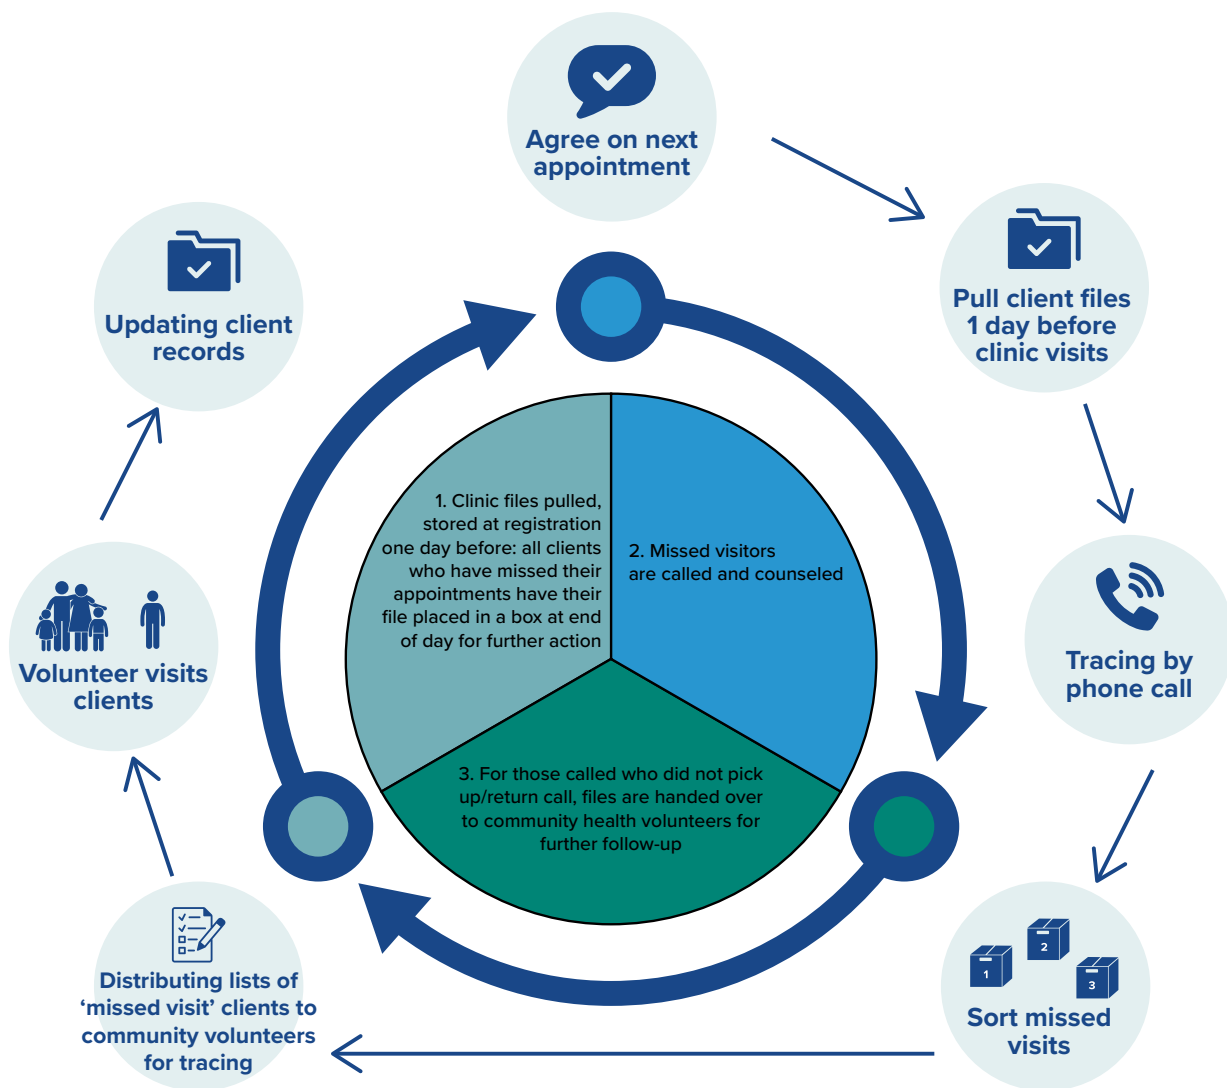 Agree on next
appointment
Pull client files
1 day before
clinic visits
Tracing by
phone call
1
2
3
Sort missed
visits
Distributing lists of
‘missed visit’ clients to
community volunteers
for tracing
Volunteer visits
clients
Updating client
records
1. Clinic files pulled,
stored at registration
one day before: all clients
who have missed their
appointments have their
file placed in a box at end
of day for further action
2. Missed visitors
are called and counseled
3. For those called who did not pick
up/return call, files are handed over
to community health volunteers for
further follow-up